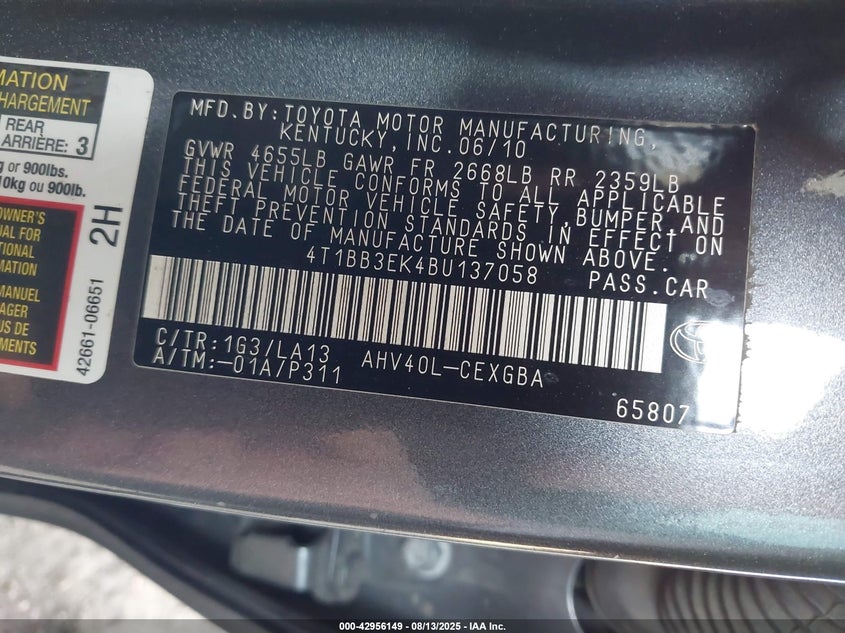 MATION
CHARGEMENT
REAR
ARRIÈRE: 3
g or 900lbs.
10kg ou 900lb.
OWNER'S
UAL FOR
TIONAL
RMATION
MANUEL
AGER
US DE
EMENTS.
2H
42661-06651
MFD.BY:TOYOTA MOTOR MANUFACTURING,
KENTUCKY, INC.06/10
GVWR 4655LB GAWR FR 2668LB RR 2359LB
THIS VEHICLE CONFORMS TO ALL APPLICABLE
FEDERAL MOTOR VEHICLE SAFETY, BUMPER, AND
THEFT PREVENTION STANDARDS IN EFFECT ON
THE DATE OF MANUFACTURE SHOWN ABOVE.
4T1BB3EK4BU137058 PASS.CAR
C/TR:1G3/LA13 AHV40L-CEXGBA
A/TM:-01A/P311
65807
000-42956149 - 08/13/2025 - IAA Inc.